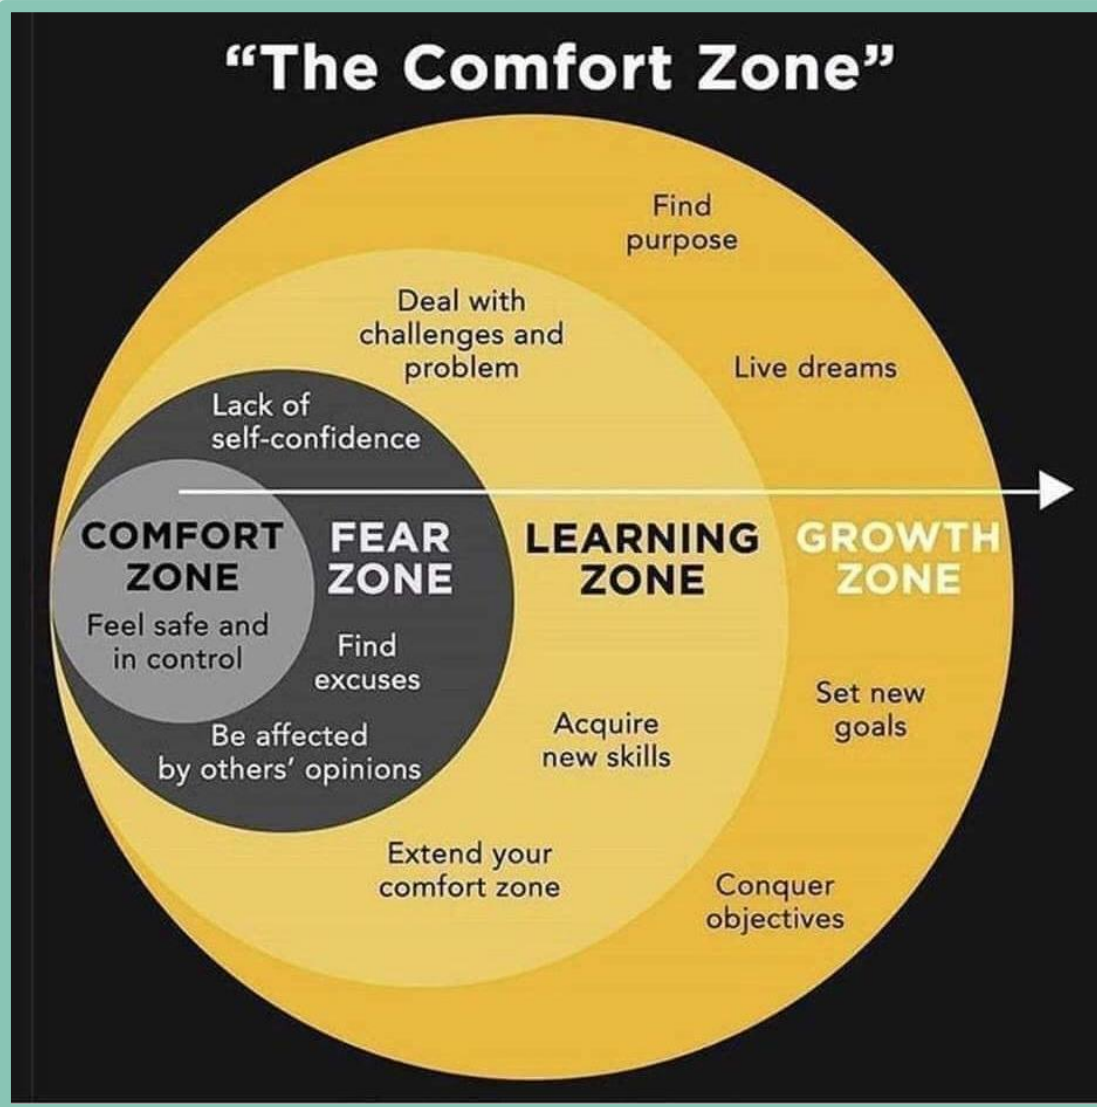 “The Comfort Zone”
Find
purpose
Deal with
challenges and
problem
Live dreams
Lack of
self-confidence
COMFORT
ZONE
Feel safe and
in control
FEAR
ZONE
Find
excuses
Be affected
by others’ opinions
LEARNING
ZONE
Acquire
new skills
Extend your
comfort zone
GROWTH
ZONE
Set new
goals
Conquer
objectives